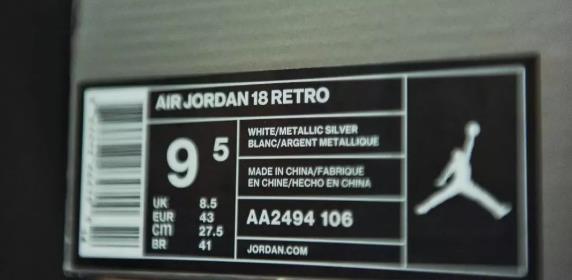 AIR JORDAN 18 RETRO
9 5
WHITE/METALLIC SILVER
BLANC/ARGENT METALLIQUE
MADE IN CHINA/FABRIQUE
EN CHINE/HECHO EN CHINA
UK 8.5
EUR 43
CM 27.5
BR 41
AA2494 106
JORDAN.COM